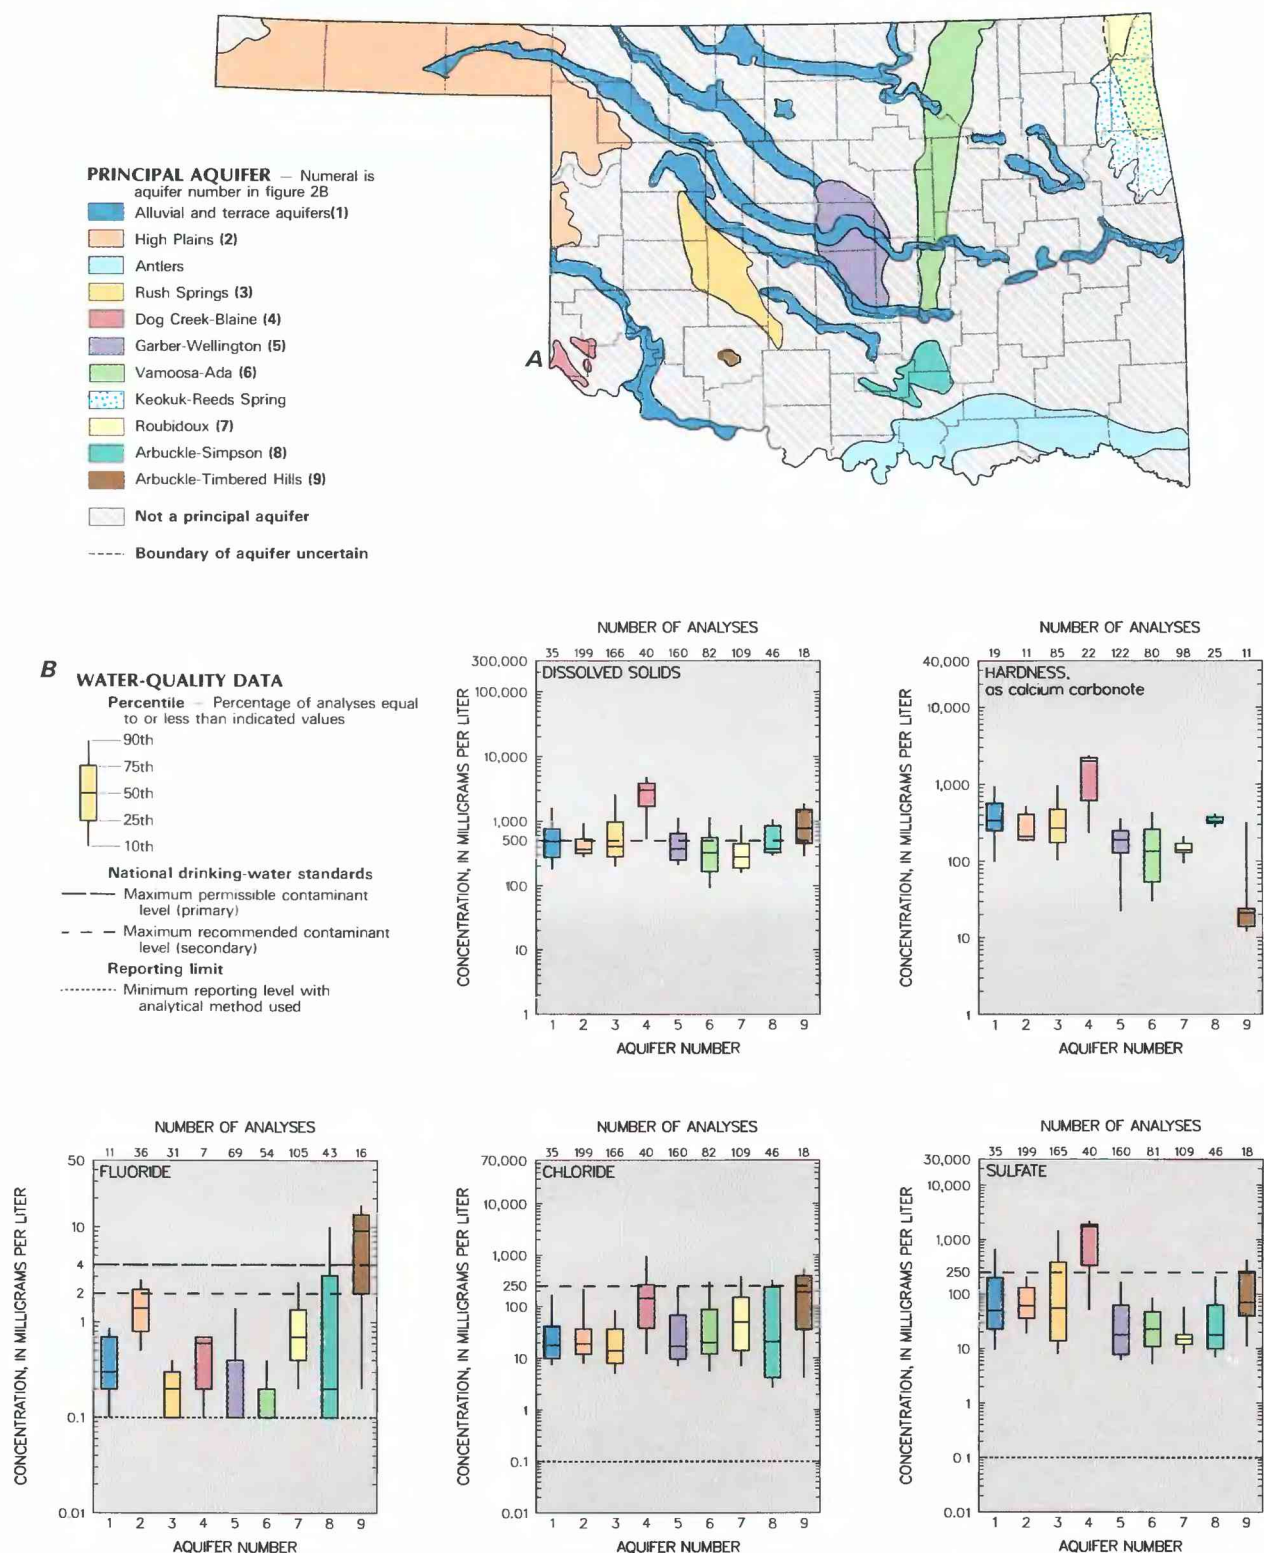 PRINCIPAL AQUIFER — Numeral is
aquifer number in figure 2B
Alluvial and terrace aquifers(1)
High Plains (2)
Antlers
Rush Springs (3)
Dog Creek-Blaine (4)
Garber-Wellington (5)
Vamoosa-Ada (6)
Keokuk-Reeds Spring
Roubidoux (7)
Arbuckle-Simpson (8)
Arbuckle-Timbered Hills (9)
Not a principal aquifer
Boundary of aquifer uncertain
A
B
WATER-QUALITY DATA
Percentile — Percentage of analyses equal
to or less than indicated values
90th
75th
50th
25th
10th
National drinking-water standards
Maximum permissible contaminant
level (primary)
Maximum recommended contaminant
level (secondary)
Reporting limit
Minimum reporting level with
analytical method used
NUMBER OF ANALYSES
35 199 166 40 160 82 109 46 18
DISSOLVED SOLIDS
CONCENTRATION, IN MILLIGRAMS PER LITER
300,000
100,000
10,000
1,000
500
100
10
1
1 2 3 4 5 6 7 8 9
AQUIFER NUMBER
NUMBER OF ANALYSES
19 11 85 22 122 80 98 25 11
HARDNESS,
as calcium carbonate
CONCENTRATION, IN MILLIGRAMS PER LITER
40,000
10,000
1,000
100
10
1
1 2 3 4 5 6 7 8 9
AQUIFER NUMBER
NUMBER OF ANALYSES
11 36 31 7 69 54 105 43 16
FLUORIDE
CONCENTRATION, IN MILLIGRAMS PER LITER
50
10
4
2
1
0.1
0.01
1 2 3 4 5 6 7 8 9
AQUIFER NUMBER
NUMBER OF ANALYSES
35 199 166 40 160 82 109 46 18
CHLORIDE
CONCENTRATION, IN MILLIGRAMS PER LITER
70,000
10,000
1,000
250
100
10
1
0.1
0.01
1 2 3 4 5 6 7 8 9
AQUIFER NUMBER
NUMBER OF ANALYSES
35 199 165 40 160 81 109 46 18
SULFATE
CONCENTRATION, IN MILLIGRAMS PER LITER
30,000
10,000
1,000
250
100
10
1
0.1
0.01
1 2 3 4 5 6 7 8 9
AQUIFER NUMBER